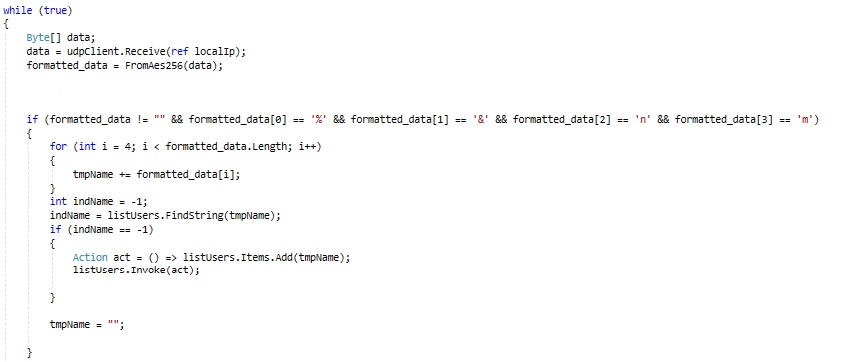 while (true)
{
Byte[] data;
data = udpClient.Receive(ref localIp);
formatted_data = FromAes256(data);
if (formatted_data != "" && formatted_data[0] == '%' && formatted_data[1] == '&' && formatted_data[2] == 'n' && formatted_data[3] == 'm')
{
for (int i = 4; i < formatted_data.Length; i++)
{
tmpName += formatted_data[i];
}
int indName = -1;
indName = listUsers.FindString(tmpName);
if (indName == -1)
{
Action act = () => listUsers.Items.Add(tmpName);
listUsers.Invoke(act);
}
tmpName = "";
}